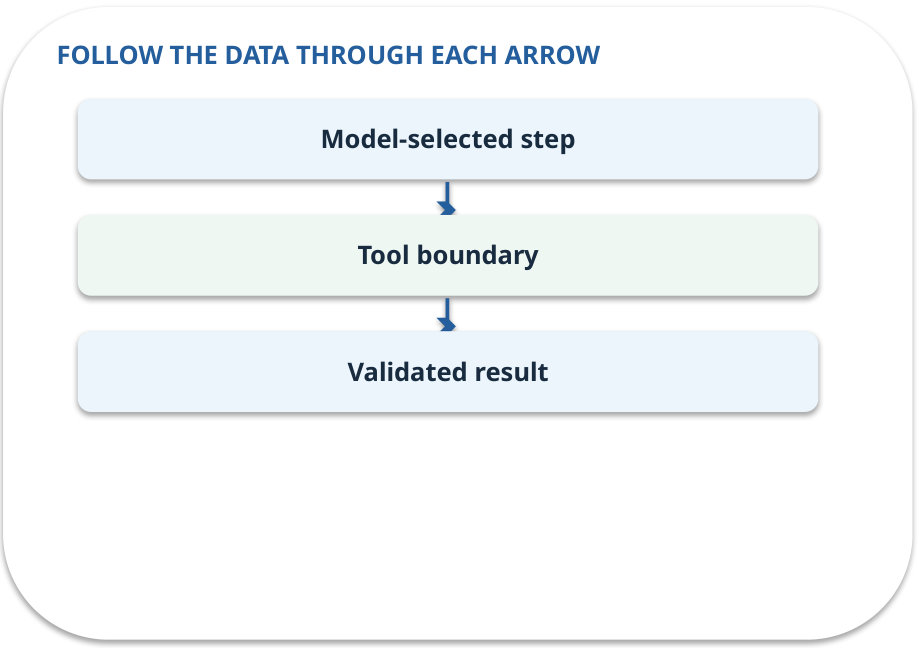 FOLLOW THE DATA THROUGH EACH ARROW
Model-selected step
Tool boundary
Validated result